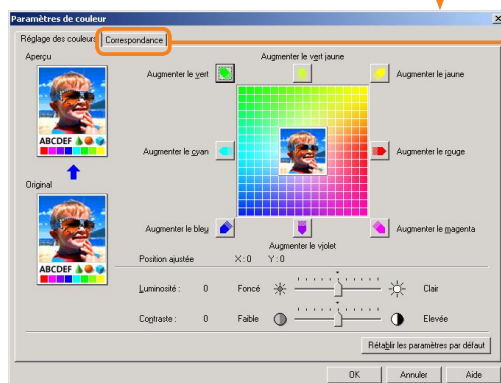 Paramètres de couleur
Réglage des couleurs Correspondance
Aperçu
Augmenter le vert jaune
Augmenter le vert
Augmenter le jaune
ABCDEF
Augmenter le cyan
Augmenter le rouge
Original
Augmenter le bleu
Augmenter le magenta
Augmenter le violet
ABCDEF
Position ajustée X : 0 Y : 0
Luminosité : 0 Foncé Clair
Contraste : 0 Faible Elevée
Rétablir les paramètres par défaut
OK Annuler Aide